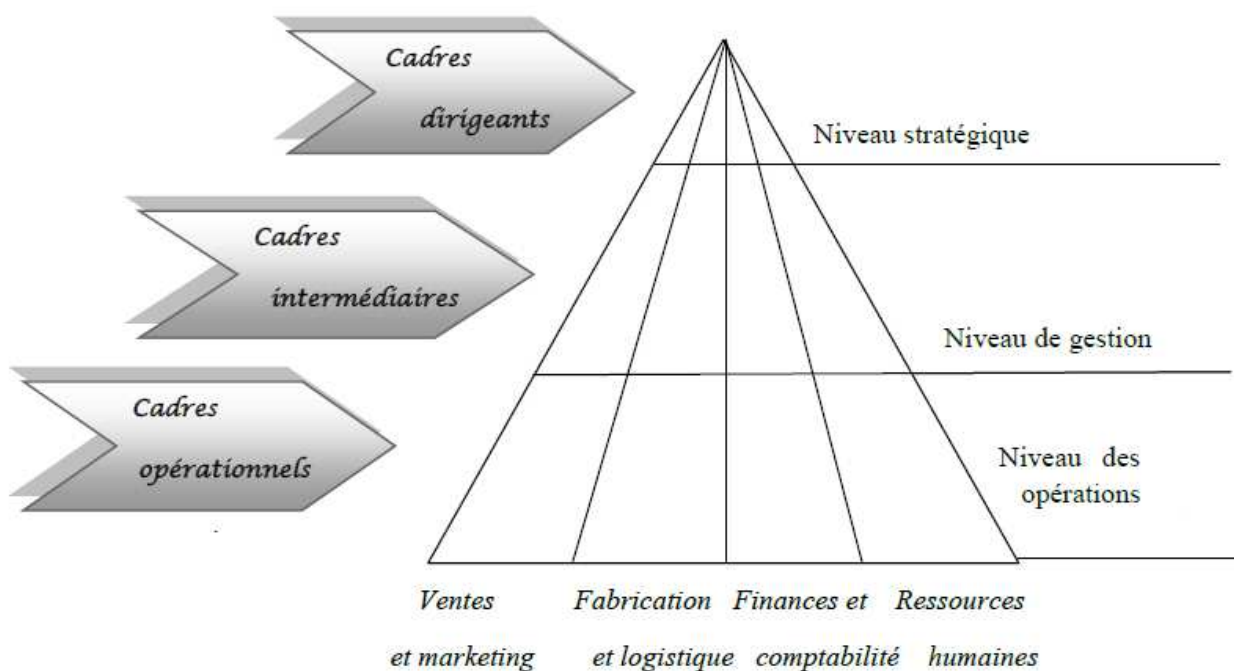 Cadres
dirigeants
Niveau stratégique
Cadres
intermédiaires
Niveau de gestion
Cadres
opérationnels
Niveau des
opérations
Ventes
et marketing
Fabrication
et logistique
Finances et
comptabilité
Ressources
humaines